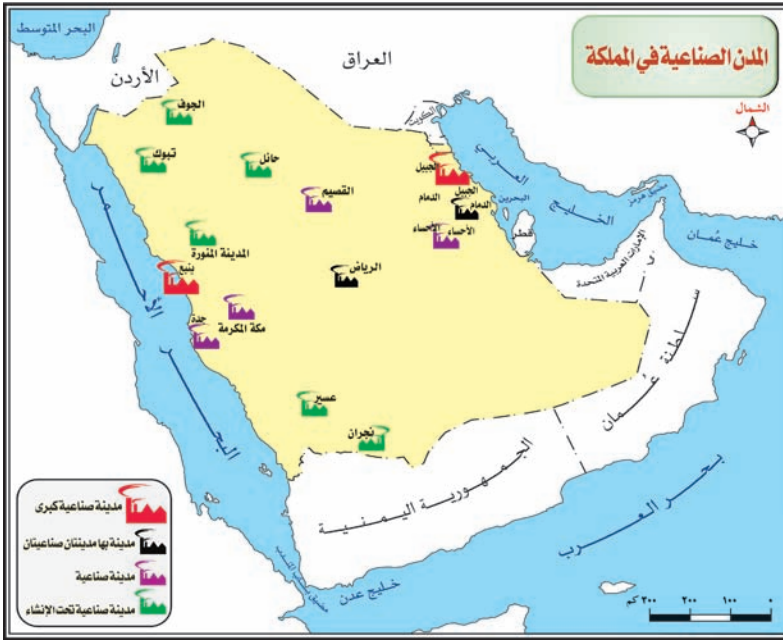 المدن الصناعية في المملكة
البحر المتوسط
العراق
الأردن
الشمال
الكويت
الجوف
تبوك
حائل
القصيم
الجبيل
الجبيل
الدمام
الدمام
البحرين
الأحساء
الأحساء
قطر
الخليج العربي
مضيق هرمز
خليج عُمان
الإمارات العربية المتحدة
المدينة المنورة
ينبع
الرياض
مكة المكرمة
جدة
البحر الأحمر
سلطنة عُمان
عسير
نجران
الجمهورية اليمنية
بحر العرب
خليج عدن
مدينة صناعية كبرى
مدينة بها مدينتان صناعيتان
مدينة صناعية
مدينة صناعية تحت الإنشاء
٣٠٠ كم ٢٠٠ ١٠٠ ٠